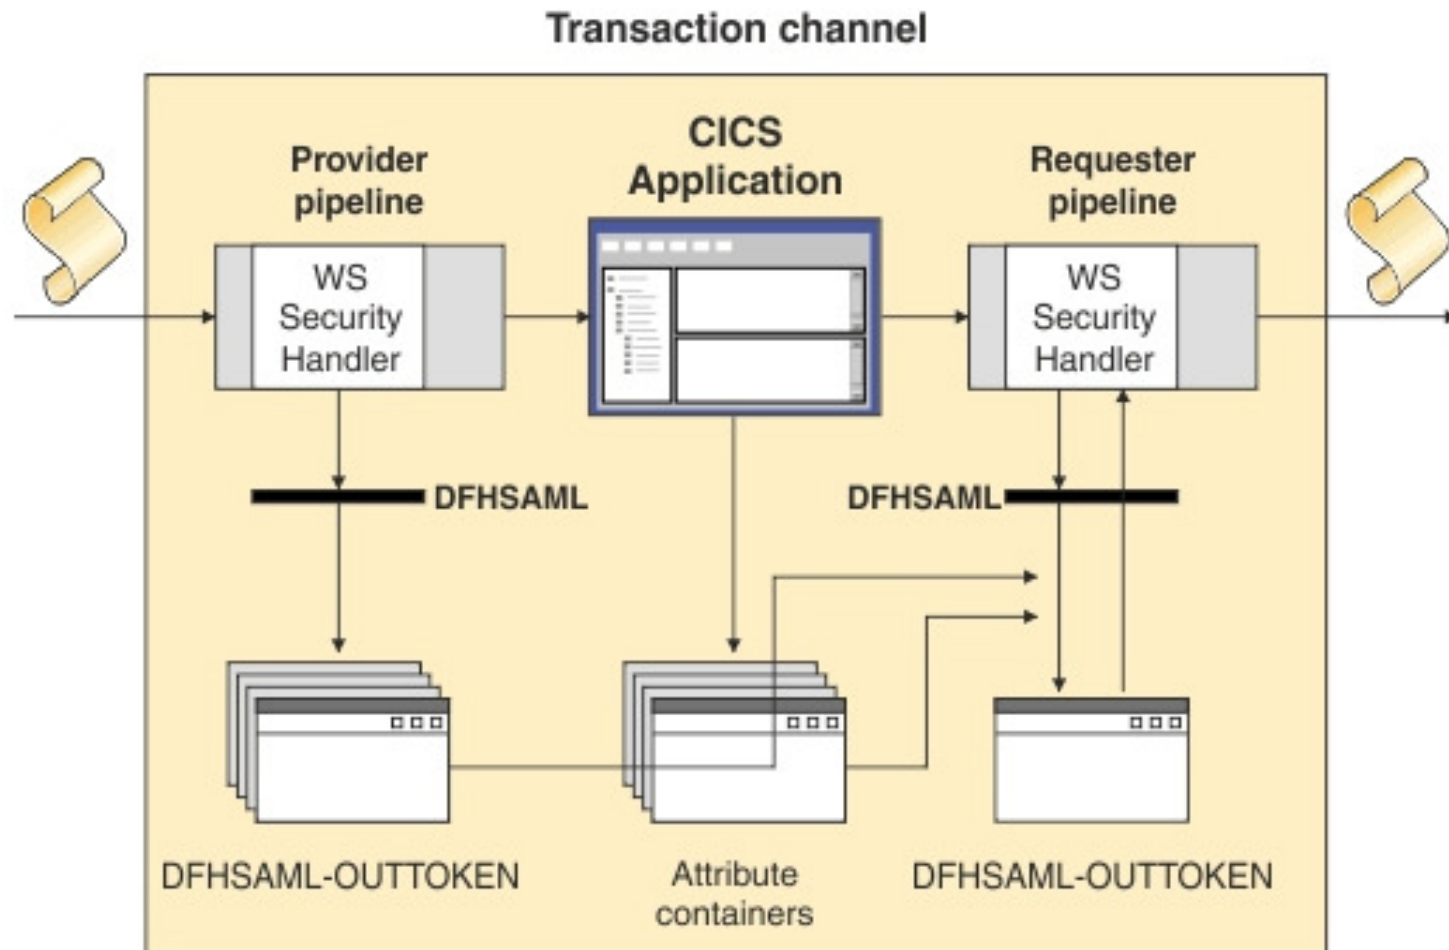 Transaction channel
Provider
pipeline
CICS
Application
Requester
pipeline
WS
Security
Handler
WS
Security
Handler
DFHSAML
DFHSAML
DFHSAML-OUTTOKEN
Attribute
containers
DFHSAML-OUTTOKEN